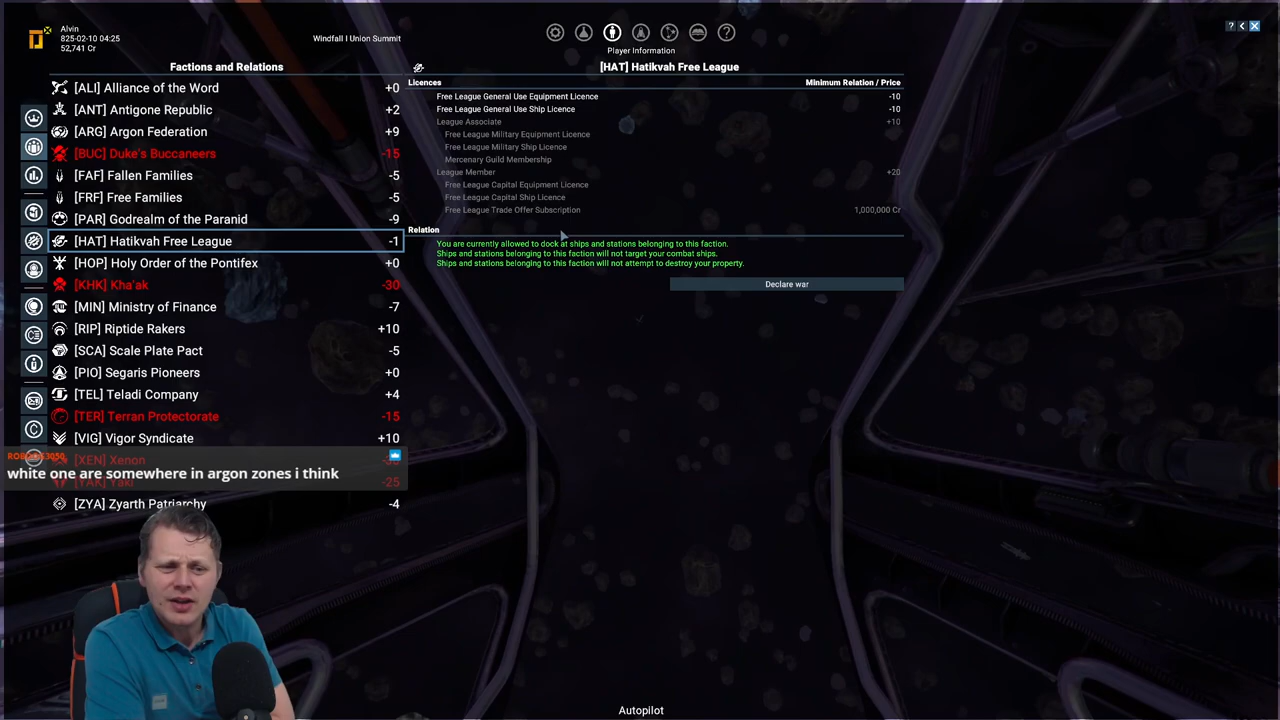 Alvin
825-02-10 04:25
52,741 Cr
Windfall I Union Summit
Player Information
? < X
Factions and Relations
[ALI] Alliance of the Word +0
[ANT] Antigone Republic +2
[ARG] Argon Federation +9
[BUC] Duke's Buccaneers -15
[FAF] Fallen Families -5
[FRF] Free Families -5
[PAR] Godrealm of the Paranid -9
[HAT] Hatikvah Free League -1
[HOP] Holy Order of the Pontifex +0
[KHK] Kha'ak -30
[MIN] Ministry of Finance -7
[RIP] Riptide Rakers +10
[SCA] Scale Plate Pact -5
[PIO] Segaris Pioneers +0
[TEL] Teladi Company +4
[TER] Terran Protectorate -15
[VIG] Vigor Syndicate +10
[XEN] Xenon
white one are somewhere in argon zones i think
[YAK] Yaki -25
[ZYA] Zyarth Patriarchy -4
[HAT] Hatikvah Free League
Licences Minimum Relation / Price
Free League General Use Equipment Licence -10
Free League General Use Ship Licence -10
League Associate +10
Free League Military Equipment Licence
Free League Military Ship Licence
Mercenary Guild Membership
League Member +20
Free League Capital Equipment Licence
Free League Capital Ship Licence
Free League Trade Offer Subscription 1,000,000 Cr
Relation
You are currently allowed to dock at ships and stations belonging to this faction.
Ships and stations belonging to this faction will not target your combat ships.
Ships and stations belonging to this faction will not attempt to destroy your property.
Declare war
Autopilot